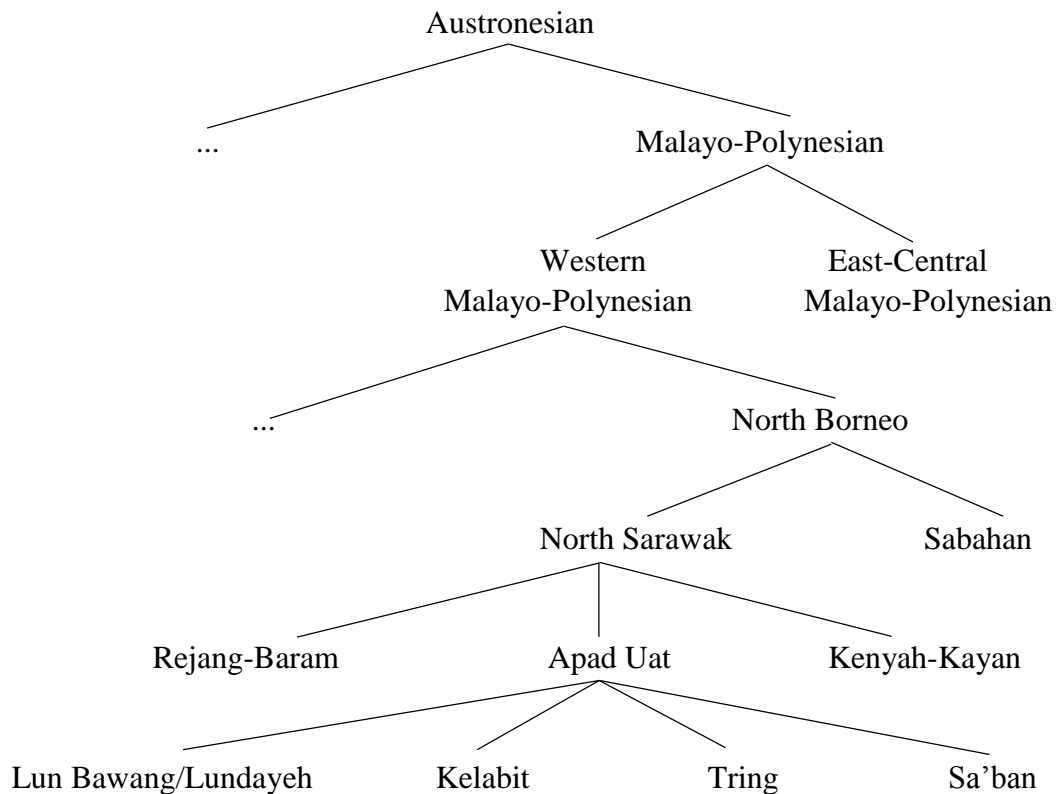 Austronesian
...
Malayo-Polynesian
Western East-Central
Malayo-Polynesian Malayo-Polynesian
...
North Borneo
North Sarawak Sabahan
Rejang-Baram Apad Uat Kenyah-Kayan
Lun Bawang/Lundayeh Kelabit Tring Sa’ban